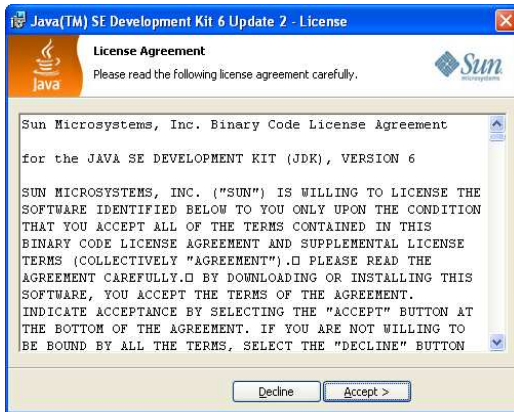 Java(TM) SE Development Kit 6 Update 2 - License
License Agreement
Please read the following license agreement carefully.
Java
Sun
microsystems
Sun Microsystems, Inc. Binary Code License Agreement
for the JAVA SE DEVELOPMENT KIT (JDK), VERSION 6
SUN MICROSYSTEMS, INC. ("SUN") IS WILLING TO LICENSE THE
SOFTWARE IDENTIFIED BELOW TO YOU ONLY UPON THE CONDITION
THAT YOU ACCEPT ALL OF THE TERMS CONTAINED IN THIS
BINARY CODE LICENSE AGREEMENT AND SUPPLEMENTAL LICENSE
TERMS (COLLECTIVELY "AGREEMENT").□ PLEASE READ THE
AGREEMENT CAREFULLY.□ BY DOWNLOADING OR INSTALLING THIS
SOFTWARE, YOU ACCEPT THE TERMS OF THE AGREEMENT.
INDICATE ACCEPTANCE BY SELECTING THE "ACCEPT" BUTTON AT
THE BOTTOM OF THE AGREEMENT. IF YOU ARE NOT WILLING TO
BE BOUND BY ALL THE TERMS, SELECT THE "DECLINE" BUTTON
Decline
Accept >